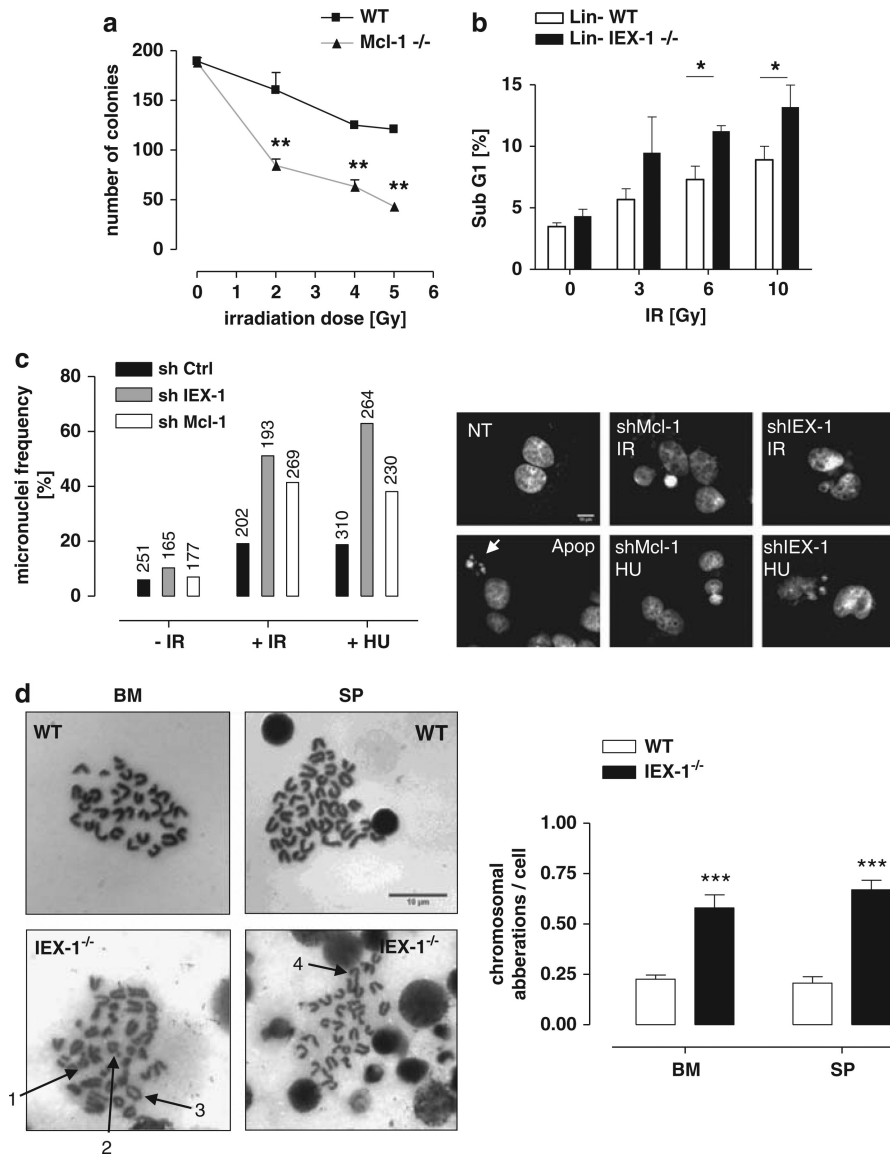 a
WT
Mcl-1 -/-
number of colonies
200
150
100
50
0
**
**
**
0 1 2 3 4 5 6
irradiation dose [Gy]
b
Lin- WT
Lin- IEX-1 -/-
Sub G1 [%]
15
10
5
0
*
*
0 3 6 10
IR [Gy]
c
sh Ctrl
sh IEX-1
sh Mcl-1
micronuclei frequency
[%]
80
60
40
20
0
251
165
177
202
193
269
310
264
230
- IR + IR + HU
NT
shMcl-1
IR
shIEX-1
IR
Apop
shMcl-1
HU
shIEX-1
HU
d
BM SP
WT
WT
10 µm
IEX-1-/-
IEX-1-/-
1
2
3
4
WT
IEX-1-/-
chromosomal
abberations / cell
1.00
0.75
0.50
0.25
0.00
***
***
BM SP